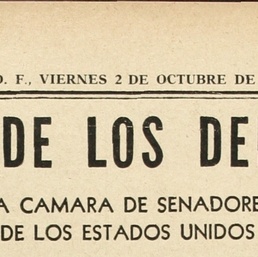 D. F., VIERNES 2 DE OCTUBRE DE
DE LOS DE
A CAMARA DE SENADORE
DE LOS ESTADOS UNIDOS